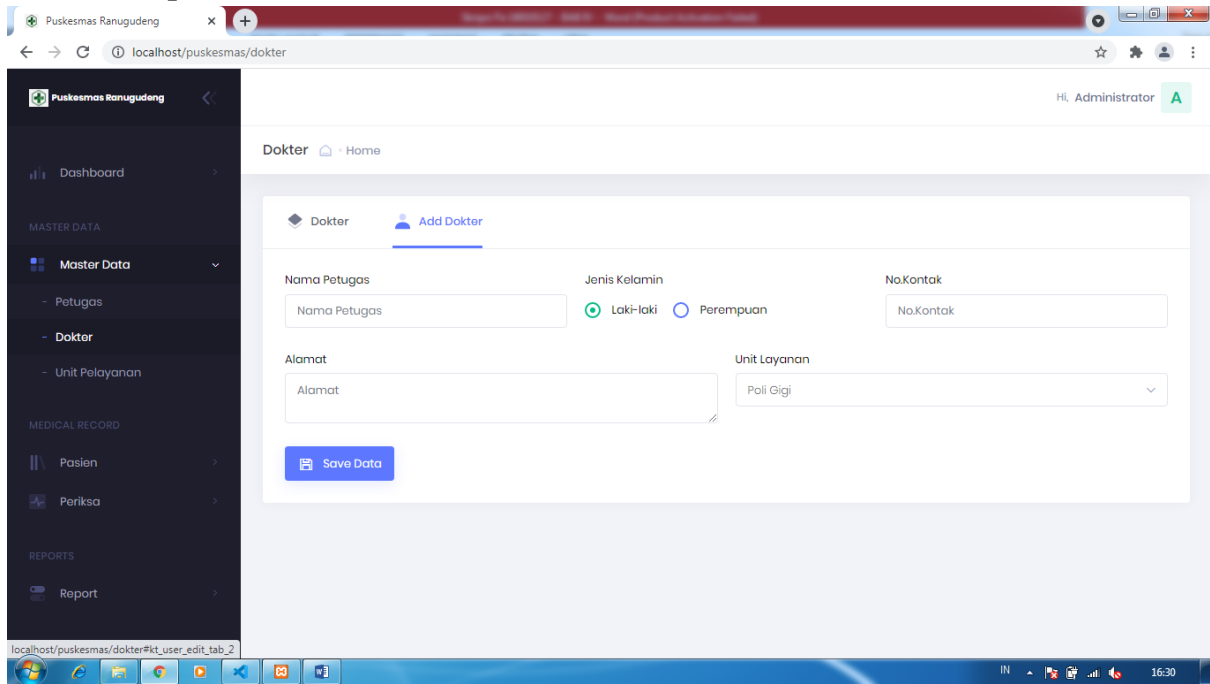 Puskesmas Ranugudeng
localhost/puskesmas/dokter
Puskesmas Ranugudeng
Hi, Administrator A
Dokter Home
Dashboard
MASTER DATA
Master Data
- Petugas
- Dokter
- Unit Pelayanan
MEDICAL RECORD
Pasien
Periksa
REPORTS
Report
Dokter Add Dokter
Nama Petugas Jenis Kelamin No.Kontak
Nama Petugas Laki-laki Perempuan No.Kontak
Alamat Unit Layanan
Alamat Poli Gigi
Save Data
localhost/puskesmas/dokter#kt_user_edit_tab_2
IN 16:30